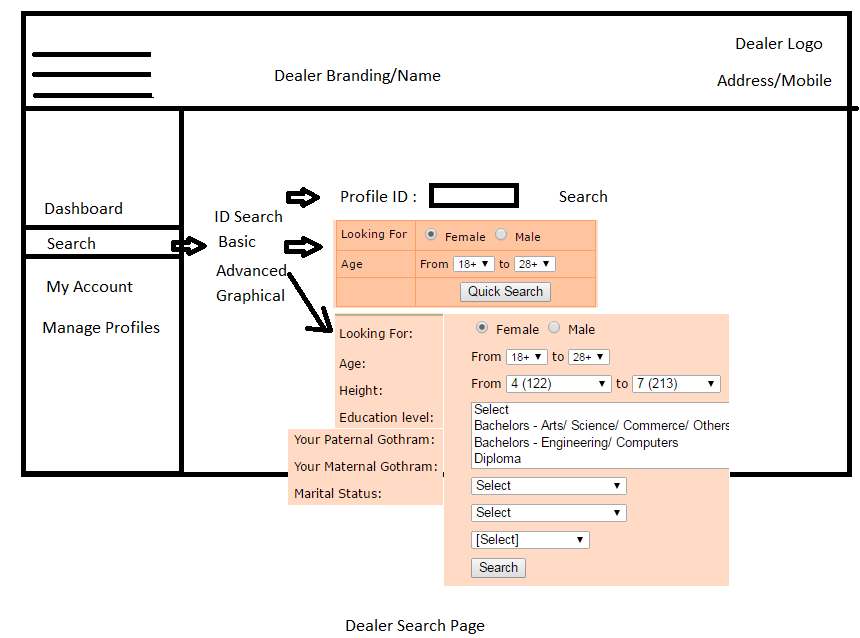 Dealer Logo
Dealer Branding/Name
Address/Mobile
Dashboard
Search
My Account
Manage Profiles
ID Search
Basic
Advanced
Graphical
Profile ID :
Search
Looking For
Female Male
Age
From 18+ to 28+
Quick Search
Looking For:
Female Male
Age:
From 18+ to 28+
Height:
From 4 (122) to 7 (213)
Education level:
Select
Bachelors - Arts/ Science/ Commerce/ Others
Bachelors - Engineering/ Computers
Diploma
Your Paternal Gothram:
Select
Your Maternal Gothram:
Select
Marital Status:
[Select]
Search
Dealer Search Page